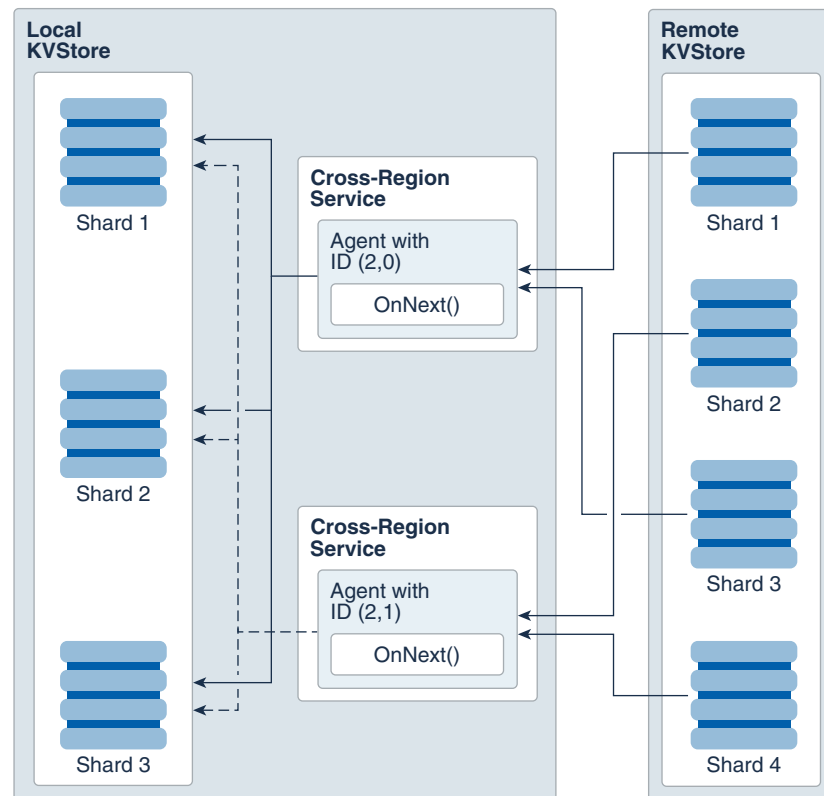 Local
KVStore
Shard 1
Shard 2
Shard 3
Cross-Region
Service
Agent with
ID (2,0)
OnNext()
Cross-Region
Service
Agent with
ID (2,1)
OnNext()
Remote
KVStore
Shard 1
Shard 2
Shard 3
Shard 4